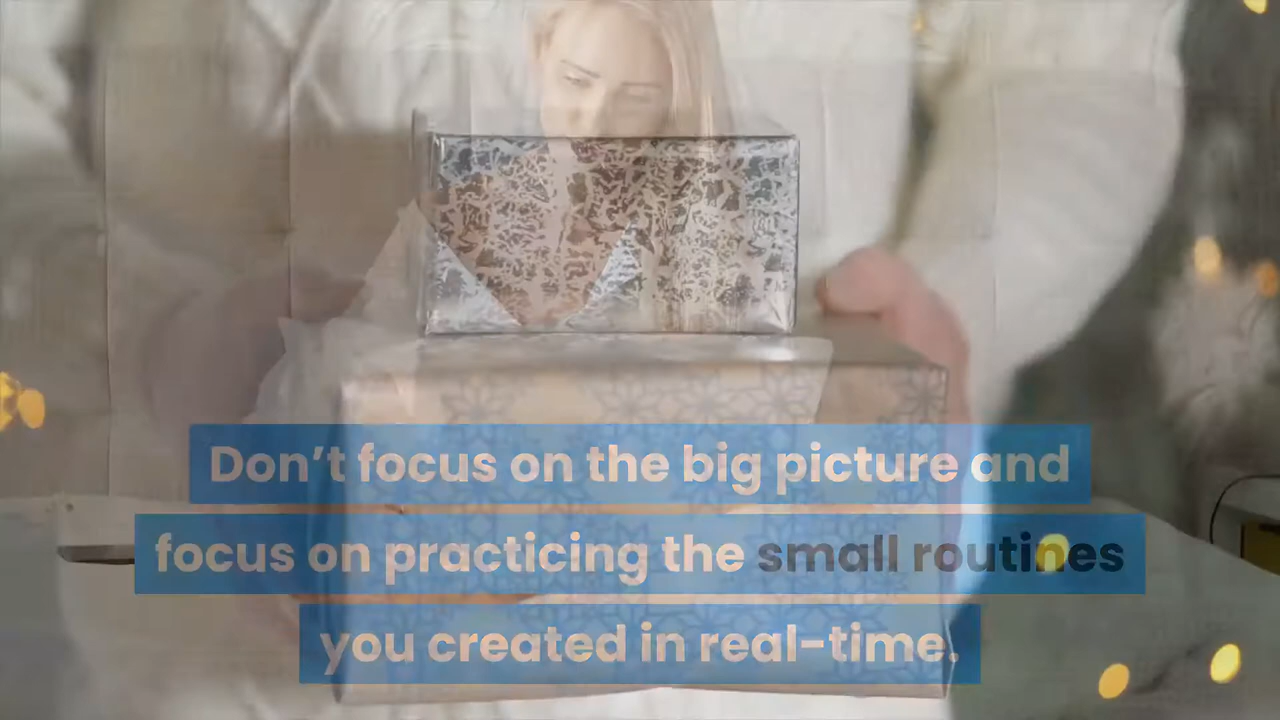 Don’t focus on the big picture and
focus on practicing the small routines
you created in real-time.